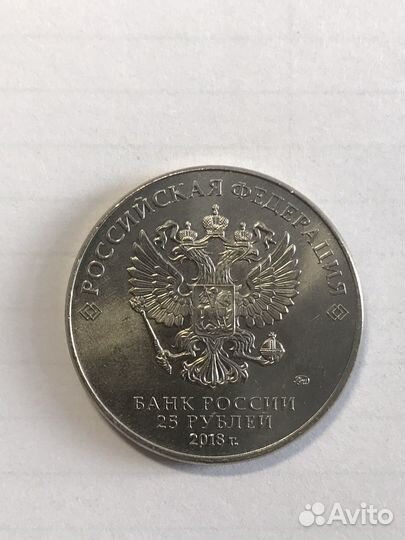 РОССИЙСКАЯ ФЕДЕРАЦИЯ
БАНК РОССИИ
25 РУБЛЕЙ
2018 г.
Avito